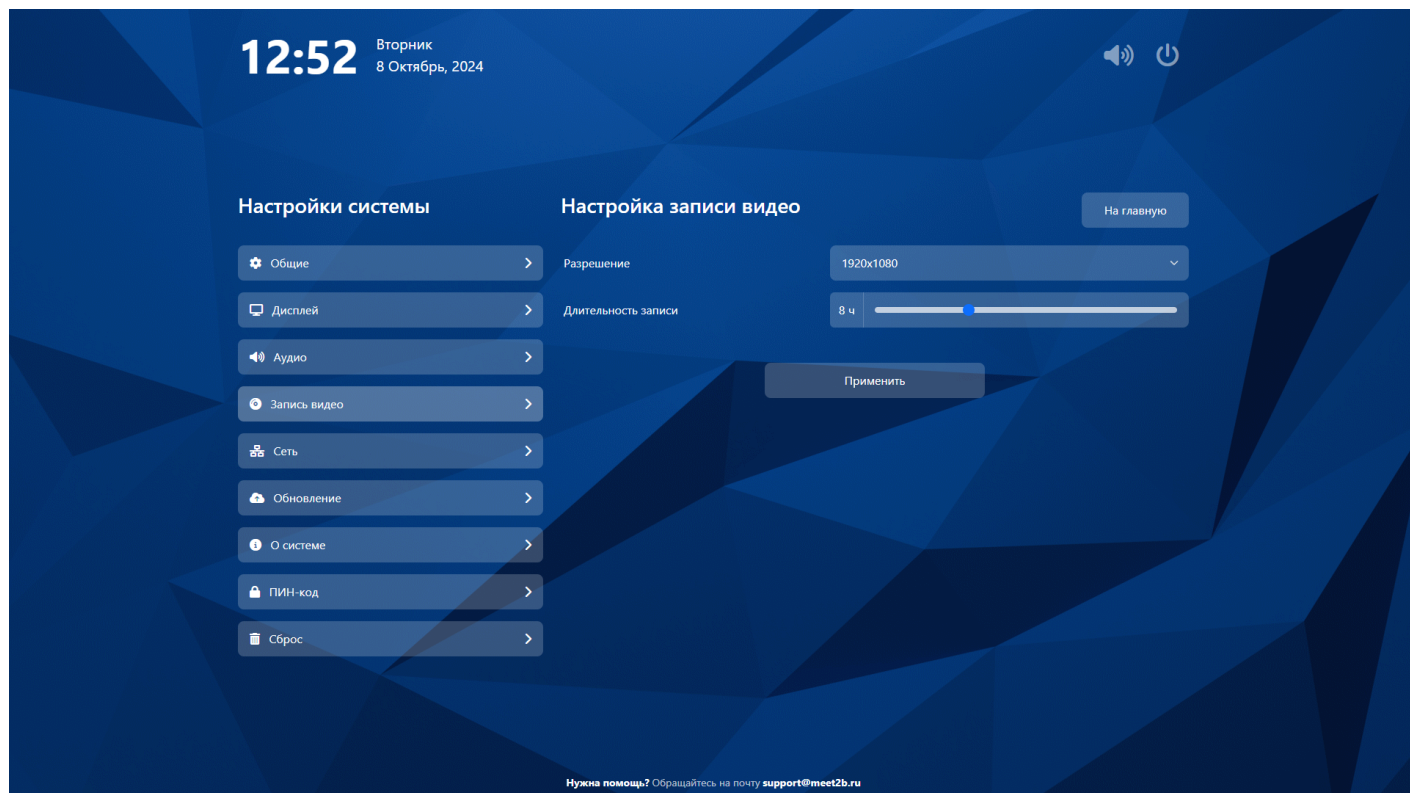 12:52
Вторник
8 Октябрь, 2024
Настройки системы
Общие
Дисплей
Аудио
Запись видео
Сеть
Обновление
О системе
ПИН-код
Сброс
Настройка записи видео
На главную
Разрешение
1920x1080
Длительность записи
8 ч
Применить
Нужна помощь? Обращайтесь на почту support@meet2b.ru